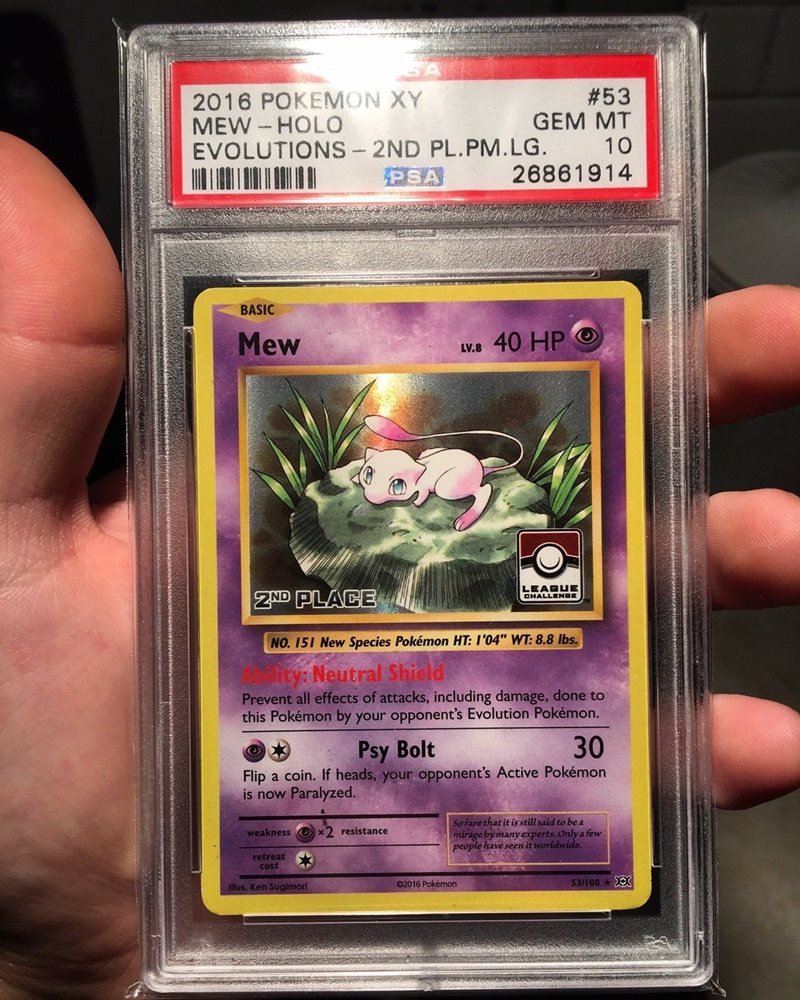 PSA
2016 POKEMON XY #53
MEW - HOLO GEM MT
EVOLUTIONS - 2ND PL.PM.LG. 10
PSA 26861914
BASIC
Mew LV.8 40 HP
LEAGUE
CHALLENGE
2ND PLACE
NO. 151 New Species Pokémon HT: 1'04" WT: 8.8 lbs.
Ability: Neutral Shield
Prevent all effects of attacks, including damage, done to
this Pokémon by your opponent's Evolution Pokémon.
Psy Bolt 30
Flip a coin. If heads, your opponent's Active Pokémon
is now Paralyzed.
weakness ×2 resistance
retreat
cost
So rare that it is still said to be a
mirage by many experts. Only a few
people have seen it worldwide.
Illus. Ken Sugimori ©2016 Pokémon 53/108 ★